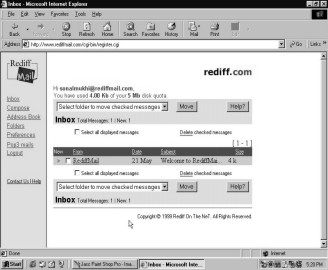 Inbox - Microsoft Internet Explorer
File Edit View Favorites Tools Help
Back Forward Stop Refresh Home Search Favorites History Mail Print Edit
Address http://www.rediffmail.com/cgi-bin/register.cgi Go Links
Rediff
Mail
rediff.com
Hi sonalmukhi@rediffmail.com,
You have used 4.00 Kb of your 5 Mb disk quota.
Inbox
Compose
Address Book
Folders
Preferences
Pop3 mails
Logout
Contact Us | Help
Select folder to move checked messages Move Help?
Inbox Total Messages: 1 | New: 1
Select all displayed messages Delete checked messages
[ 1 - 1 ]
New From Date Subject Size
RediffMail 21 May Welcome to RediffMai... 4 k
Select folder to move checked messages Move Help?
Inbox Total Messages: 1 | New: 1
Select all displayed messages Delete checked messages
Copyright © 1999 Rediff On The NeT. All Rights Reserved.
Done Internet
Start Jasc Paint Shop Pro - Ima... Inbox - Microsoft Inte... 5:20 PM